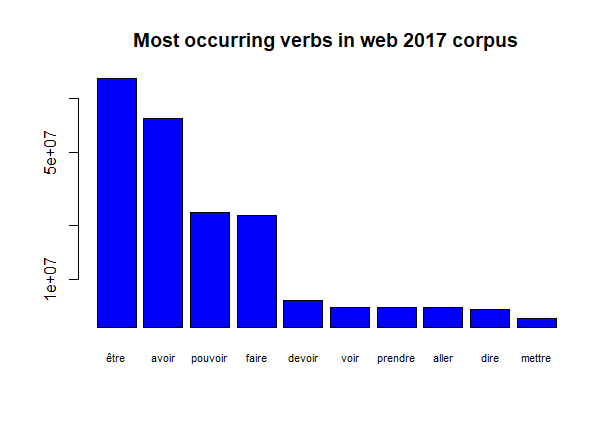 Most occurring verbs in web 2017 corpus
5e+07
1e+07
être avoir pouvoir faire devoir voir prendre aller dire mettre